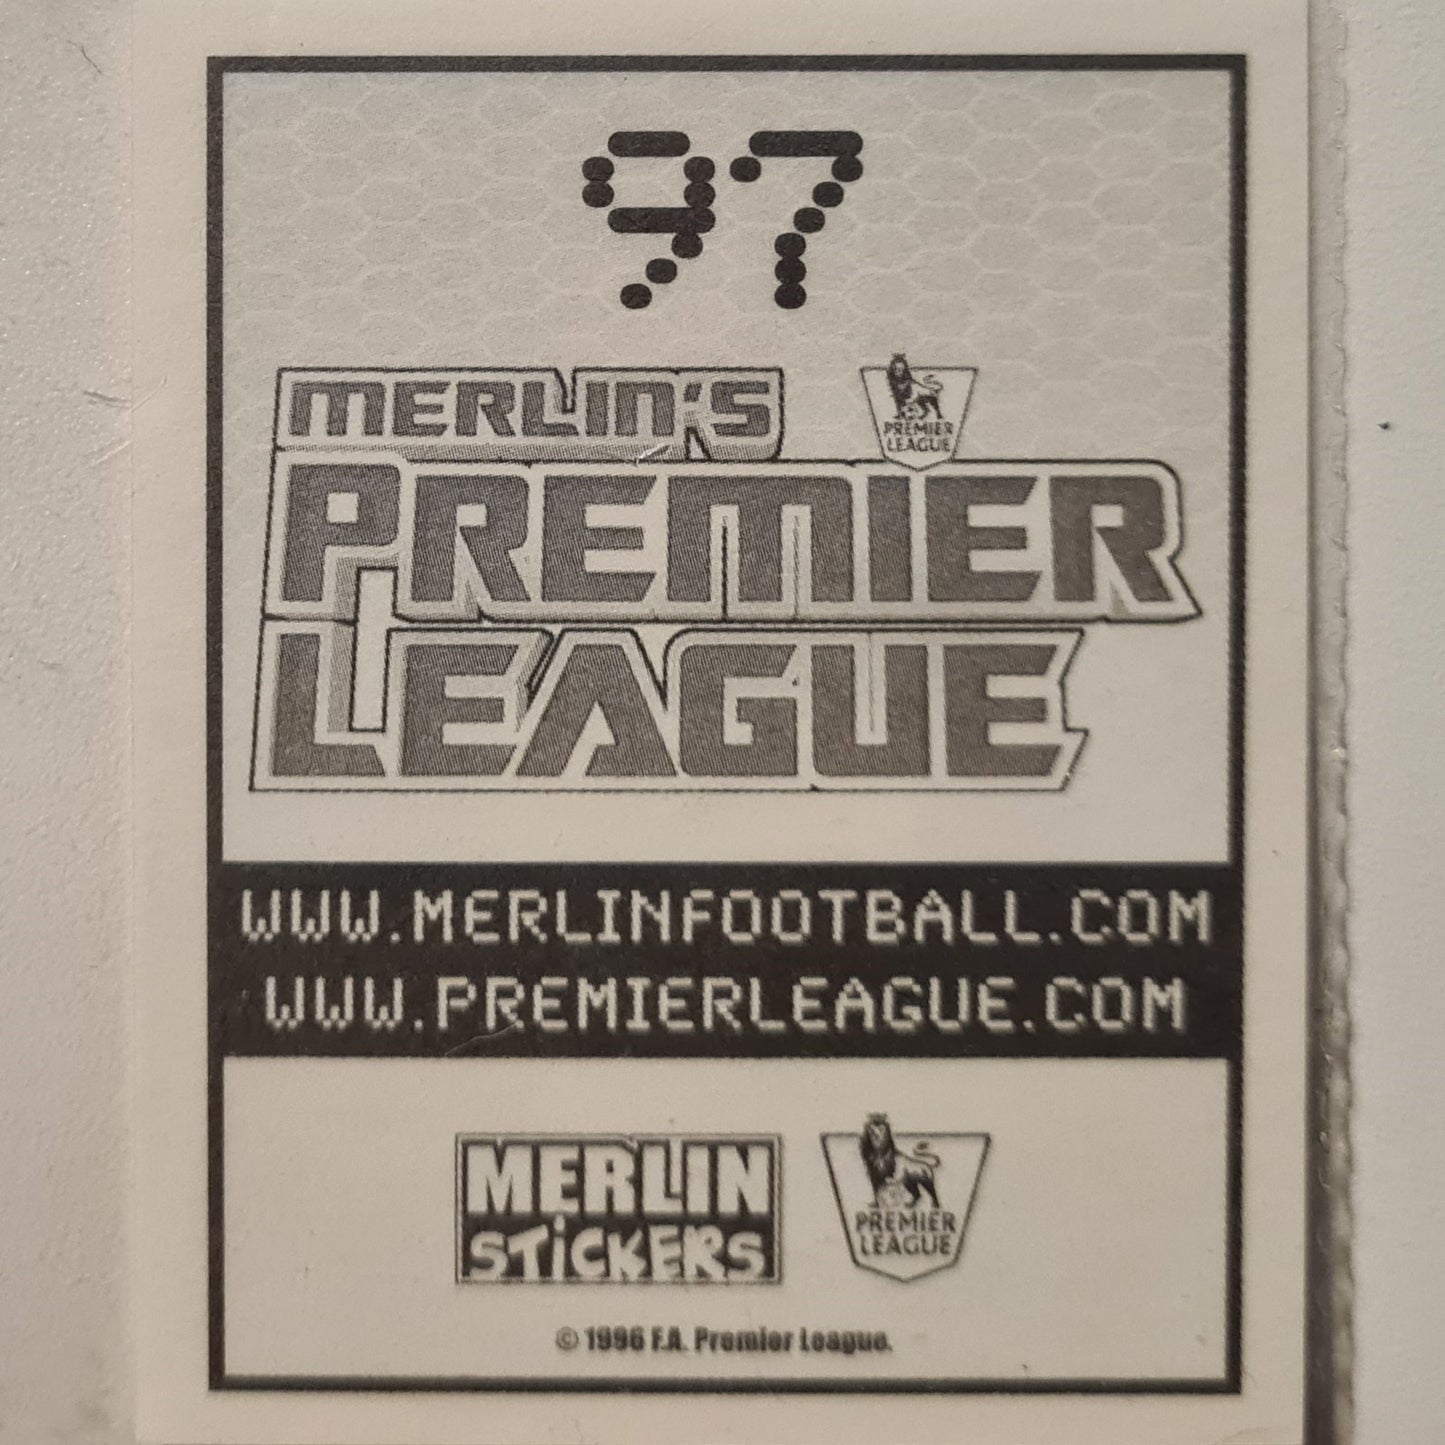 97
MERLIN'S
PREMIER
LEAGUE
PREMIER
LEAGUE
WWW.MERLINFOOTBALL.COM
WWW.PREMIERLEAGUE.COM
MERLIN
STiCKERS
PREMIER
LEAGUE
© 1996 F.A. Premier League.